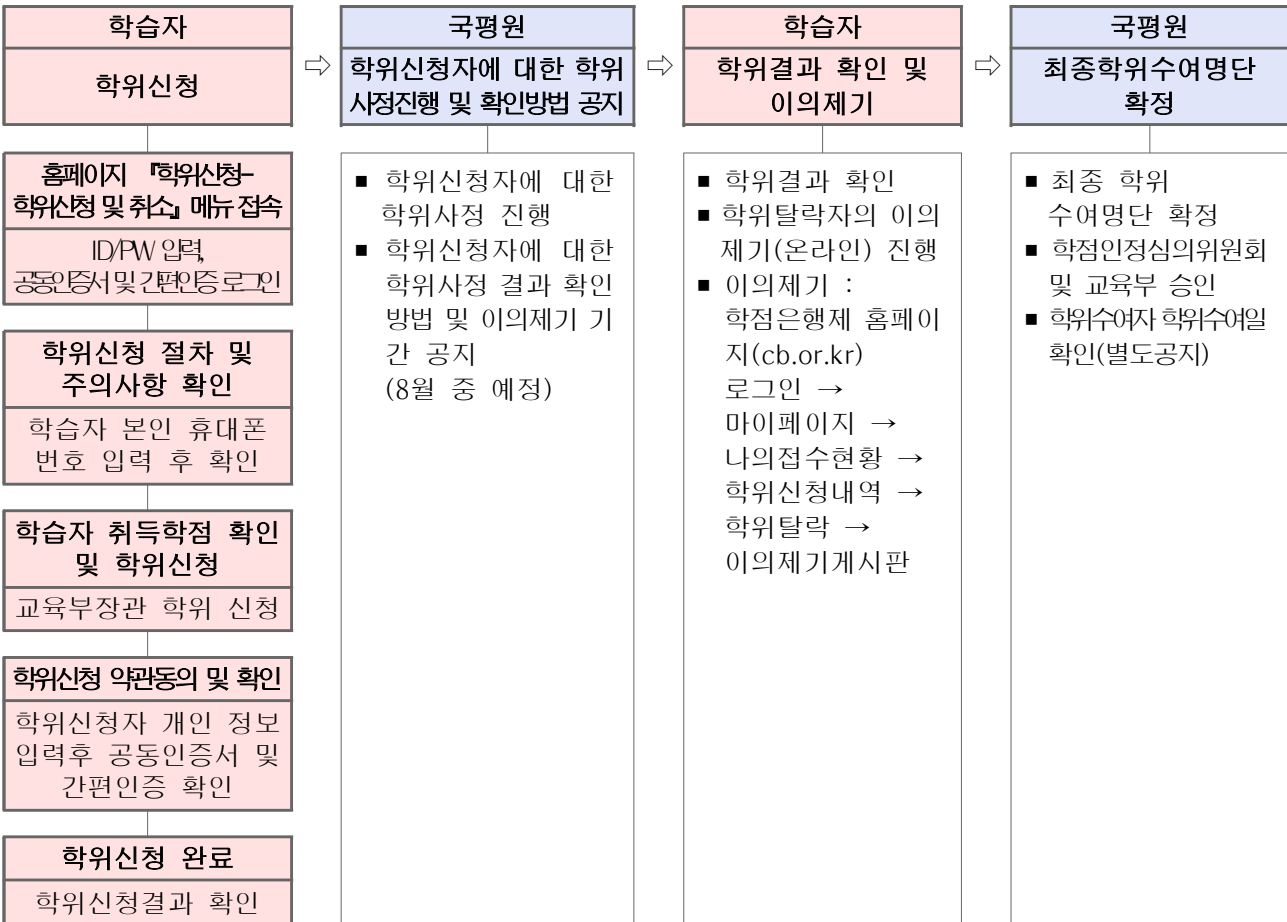 학습자
학위신청
⇨
국평원
학위신청자에 대한 학위
사정진행 및 확인방법 공지
⇨
학습자
학위결과 확인 및
이의제기
⇨
국평원
최종학위수여명단
확정
홈페이지 『학위신청-
학위신청 및 취소』 메뉴 접속
ID/PW 입력,
공동인증서 및 간편인증 로그인
학위신청 절차 및
주의사항 확인
학습자 본인 휴대폰
번호 입력 후 확인
학습자 취득학점 확인
및 학위신청
교육부장관 학위 신청
학위신청 약관동의 및 확인
학위신청자 개인 정보
입력후 공동인증서 및
간편인증 확인
학위신청 완료
학위신청결과 확인
▪ 학위신청자에 대한
학위사정 진행
▪ 학위신청자에 대한
학위사정 결과 확인
방법 및 이의제기 기
간 공지
(8월 중 예정)
▪ 학위결과 확인
▪ 학위탈락자의 이의
제기(온라인) 진행
▪ 이의제기 :
학점은행제 홈페이
지(cb.or.kr)
로그인 →
마이페이지 →
나의접수현황 →
학위신청내역 →
학위탈락 →
이의제기게시판
▪ 최종 학위
수여명단 확정
▪ 학점인정심의위원회
및 교육부 승인
▪ 학위수여자 학위수여일
확인(별도공지)